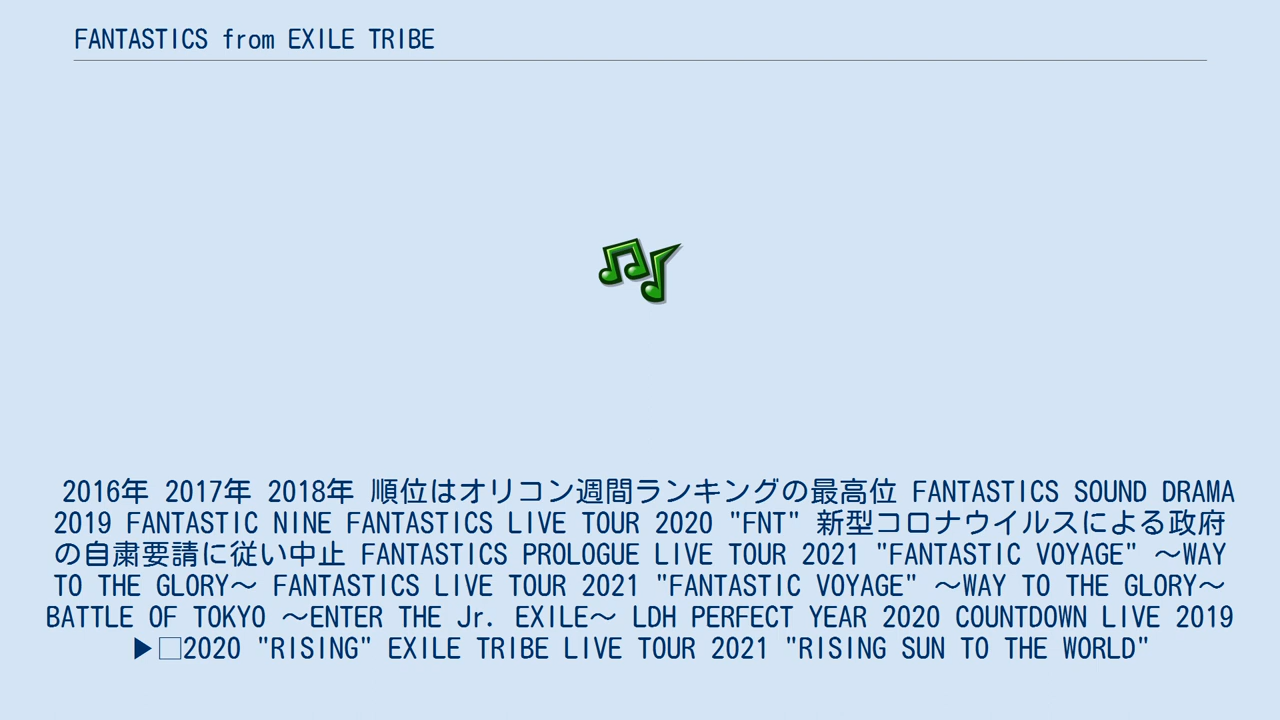 FANTASTICS from EXILE TRIBE
2016年 2017年 2018年 順位はオリコン週間ランキングの最高位 FANTASTICS SOUND DRAMA
2019 FANTASTIC NINE FANTASTICS LIVE TOUR 2020 "FNT" 新型コロナウイルスによる政府
の自粛要請に従い中止 FANTASTICS PROLOGUE LIVE TOUR 2021 "FANTASTIC VOYAGE" 〜WAY
TO THE GLORY〜 FANTASTICS LIVE TOUR 2021 "FANTASTIC VOYAGE" 〜WAY TO THE GLORY〜
BATTLE OF TOKYO 〜ENTER THE Jr. EXILE〜 LDH PERFECT YEAR 2020 COUNTDOWN LIVE 2019
▶□2020 "RISING" EXILE TRIBE LIVE TOUR 2021 "RISING SUN TO THE WORLD"